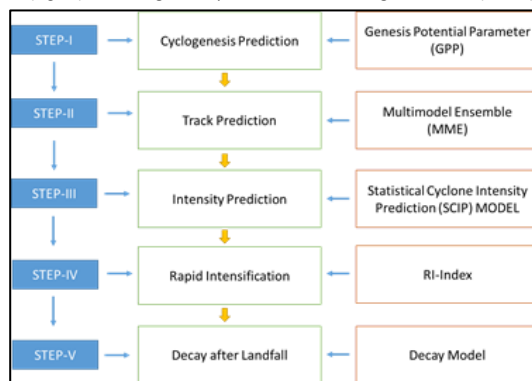 STEP-I
Cyclogenesis Prediction
Genesis Potential Parameter
(GPP)
STEP-II
Track Prediction
Multimodel Ensemble
(MME)
STEP-III
Intensity Prediction
Statistical Cyclone Intensity
Prediction (SCIP) MODEL
STEP-IV
Rapid Intensification
RI-Index
STEP-V
Decay after Landfall
Decay Model